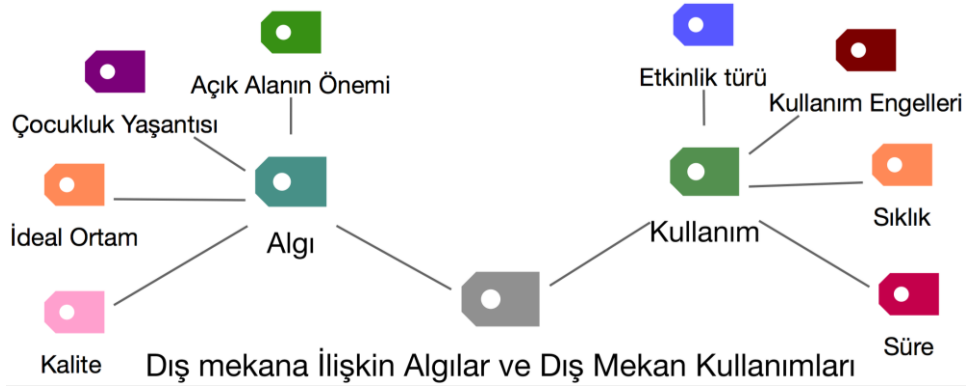 Açık Alanın Önemi
Etkinlik türü
Kullanım Engelleri
Çocukluk Yaşantısı
İdeal Ortam
Algı
Kullanım
Sıklık
Kalite
Dış mekana İlişkin Algılar ve Dış Mekan Kullanımları
Süre